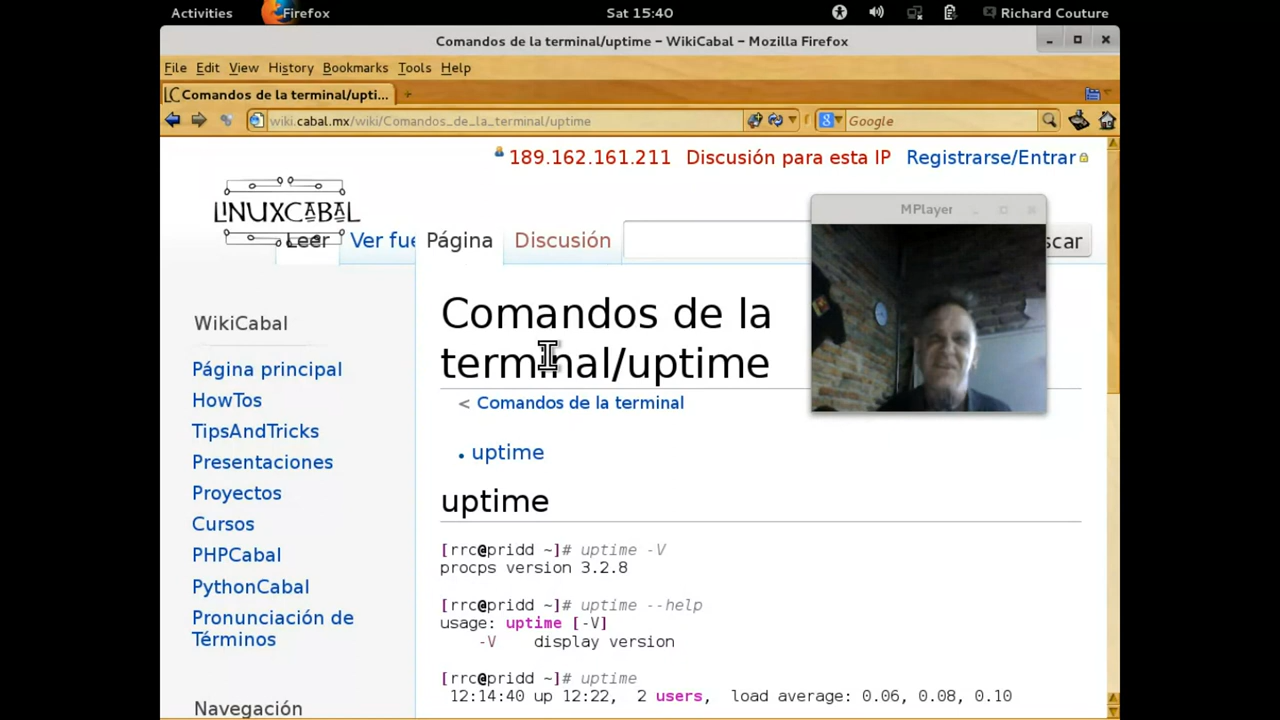 Activities Firefox Sat 15:40 Richard Couture
Comandos de la terminal/uptime – WikiCabal – Mozilla Firefox
File Edit View History Bookmarks Tools Help
Comandos de la terminal/upti...
wiki.cabal.mx/wiki/Comandos_de_la_terminal/uptime Google
189.162.161.211 Discusión para esta IP Registrarse/Entrar
LINUXCABAL
MPlayer
Leer Ver fue Página Discusión scar
Comandos de la
terminal/uptime
< Comandos de la terminal
• uptime
uptime
[rrc@pridd ~]# uptime -V
procps version 3.2.8
[rrc@pridd ~]# uptime --help
usage: uptime [-V]
-V display version
[rrc@pridd ~]# uptime
12:14:40 up 12:22, 2 users, load average: 0.06, 0.08, 0.10
WikiCabal
Página principal
HowTos
TipsAndTricks
Presentaciones
Proyectos
Cursos
PHPCabal
PythonCabal
Pronunciación de
Términos
Navegación